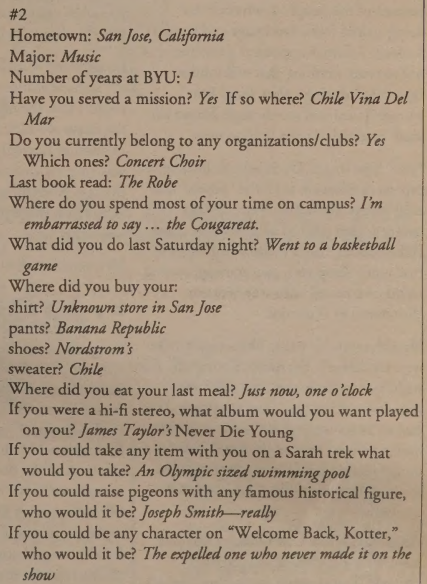 #2
Hometown: San Jose, California
Major: Music
Number of years at BYU: 1
Have you served a mission? Yes If so where? Chile Vina Del
Mar
Do you currently belong to any organizations/clubs? Yes
Which ones? Concert Choir
Last book read: The Robe
Where do you spend most of your time on campus? I'm
embarrassed to say ... the Cougareat.
What did you do last Saturday night? Went to a basketball
game
Where did you buy your:
shirt? Unknown store in San Jose
pants? Banana Republic
shoes? Nordstrom's
sweater? Chile
Where did you eat your last meal? Just now, one o'clock
If you were a hi-fi stereo, what album would you want played
on you? James Taylor's Never Die Young
If you could take any item with you on a Sarah trek what
would you take? An Olympic sized swimming pool
If you could raise pigeons with any famous historical figure,
who would it be? Joseph Smith—really
If you could be any character on "Welcome Back, Kotter,"
who would it be? The expelled one who never made it on the
show